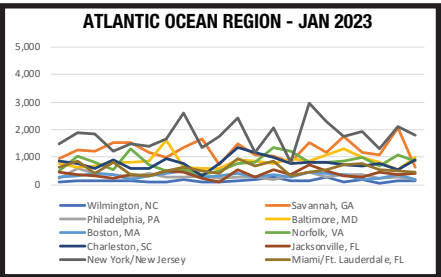 ATLANTIC OCEAN REGION - JAN 2023
5,000
4,000
3,000
2,000
1,000
0
Wilmington, NC
Savannah, GA
Philadelphia, PA
Baltimore, MD
Boston, MA
Norfolk, VA
Charleston, SC
Jacksonville, FL
New York/New Jersey
Miami/Ft. Lauderdale, FL